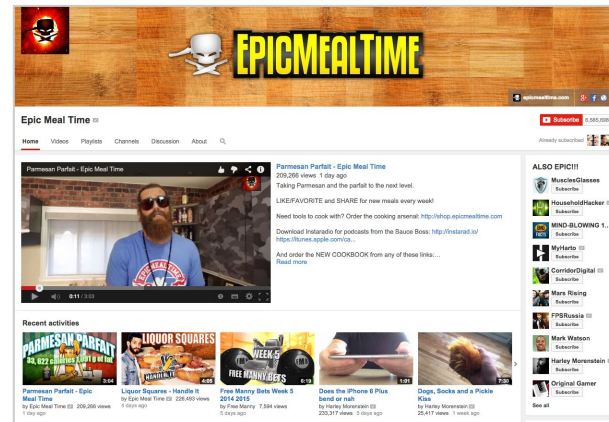 EPICMEALTIME
epicmealtime.com
Epic Meal Time
Subscribe
Home Videos Playlists Channels Discussion About
Already subscribed
Parmesan Parfait - Epic Meal Time
0:11 / 3:03
Parmesan Parfait - Epic Meal Time
209,266 views 1 day ago
Taking Parmesan and the parfait to the next level.
LIKE/FAVORITE and SHARE for new meals every week!
Need tools to cook with? Order the cooking arsenal: http://shop.epicmealtime.com
Download Instaradio for podcasts from the Sauce Boss: http://instarad.io/
https://itunes.apple.com/ca...
And order the NEW COOKBOOK from any of these links:...
Read more
ALSO EPIC!!!
MusclesGlasses
Subscribe
HouseholdHacker
Subscribe
MIND-BLOWING 1..
Subscribe
MyHarto
Subscribe
CorridorDigital
Subscribe
Mars Rising
Subscribe
FPSRussia
Subscribe
Mark Watson
Subscribe
Harley Morenstein
Subscribe
Original Gamer
Subscribe
See all
Recent activities
PARMESAN PARFAIT
3:04
Parmesan Parfait - Epic
Meal Time
by Epic Meal Time 209,266 views
1 day ago
LIQUOR SQUARES
HANDLE IT
4:05
Liquor Squares - Handle It
by Epic Meal Time 226,493 views
4 days ago
WEEK 5
FREE MANNY BETS
6:19
Free Manny Bets Week 5
2014 2015
by Free Manny 7,594 views
5 days ago
1:01
Does the iPhone 6 Plus
bend or nah
by Harley Morenstein
233,317 views 5 days ago
7:30
Dogs, Socks and a Pickle
Kiss
by Harley Morenstein
25,417 views 1 week ago